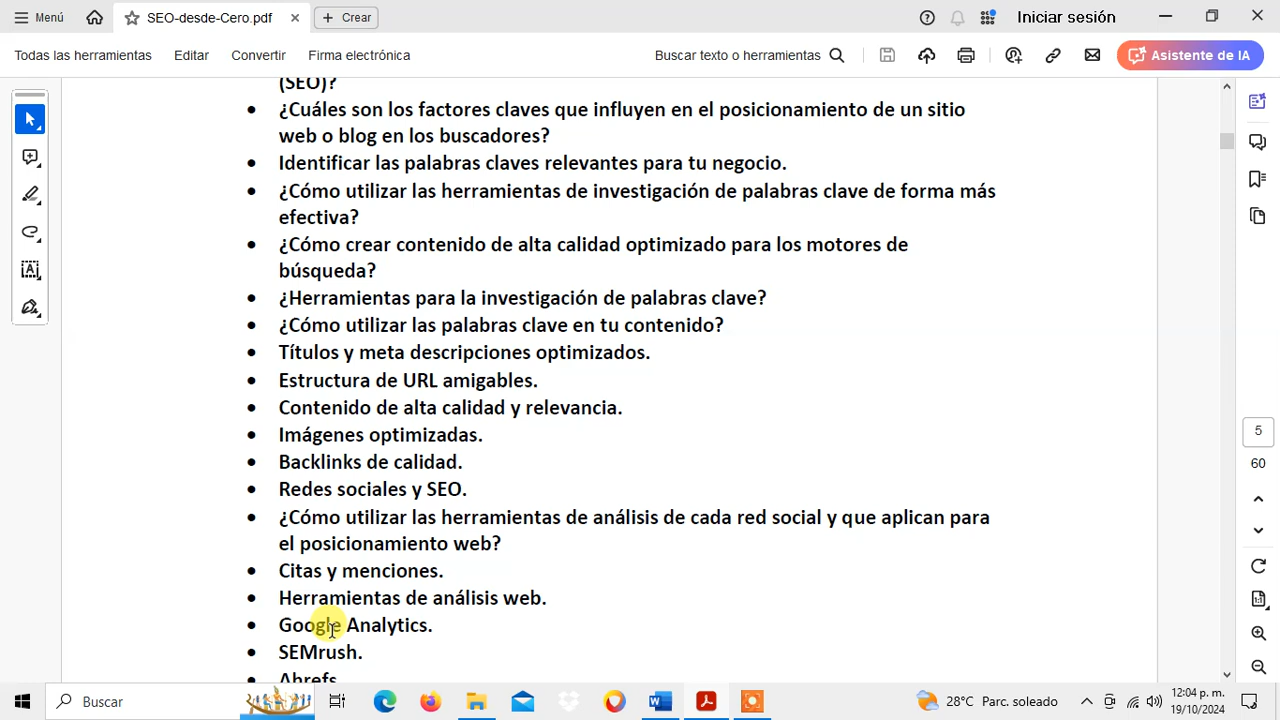 Menú
SEO-desde-Cero.pdf
Crear
Iniciar sesión
Todas las herramientas
Editar
Convertir
Firma electrónica
Buscar texto o herramientas
Asistente de IA
(SEO)?
• ¿Cuáles son los factores claves que influyen en el posicionamiento de un sitio
web o blog en los buscadores?
• Identificar las palabras claves relevantes para tu negocio.
• ¿Cómo utilizar las herramientas de investigación de palabras clave de forma más
efectiva?
• ¿Cómo crear contenido de alta calidad optimizado para los motores de
búsqueda?
• ¿Herramientas para la investigación de palabras clave?
• ¿Cómo utilizar las palabras clave en tu contenido?
• Títulos y meta descripciones optimizados.
• Estructura de URL amigables.
• Contenido de alta calidad y relevancia.
• Imágenes optimizadas.
• Backlinks de calidad.
• Redes sociales y SEO.
• ¿Cómo utilizar las herramientas de análisis de cada red social y que aplican para
el posicionamiento web?
• Citas y menciones.
• Herramientas de análisis web.
• Google Analytics.
• SEMrush.
• Ahrefs
5
60
Buscar
28°C Parc. soleado
12:04 p. m.
19/10/2024